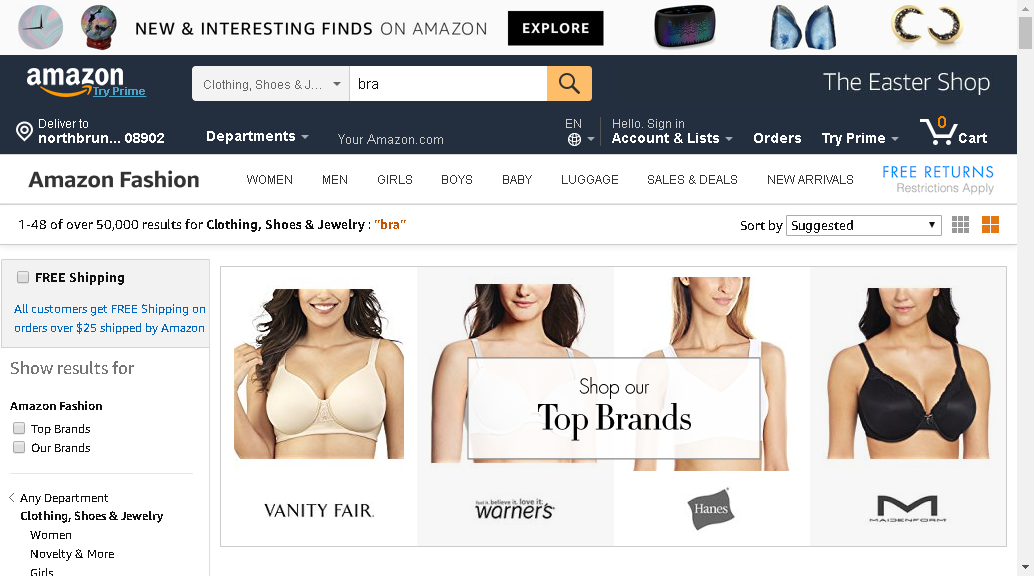 NEW & INTERESTING FINDS ON AMAZON
EXPLORE
amazon
Try Prime
Clothing, Shoes & J...
bra
The Easter Shop
Deliver to
northbrun... 08902
Departments
Your Amazon.com
EN
Hello. Sign in
Account & Lists
Orders
Try Prime
0
Cart
Amazon Fashion
WOMEN
MEN
GIRLS
BOYS
BABY
LUGGAGE
SALES & DEALS
NEW ARRIVALS
FREE RETURNS
Restrictions Apply
1-48 of over 50,000 results for Clothing, Shoes & Jewelry : "bra"
Sort by
Suggested
FREE Shipping
All customers get FREE Shipping on
orders over $25 shipped by Amazon
Show results for
Amazon Fashion
Top Brands
Our Brands
Any Department
Clothing, Shoes & Jewelry
Women
Novelty & More
Girls
Shop our
Top Brands
VANITY FAIR.
feel it. believe it. love it.
warner's
Hanes
MAIDENFORM